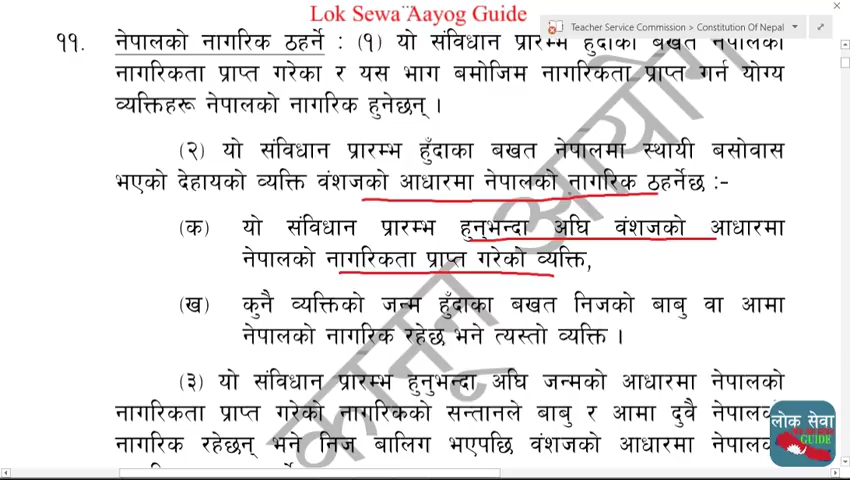 Lok Sewa Aayog Guide
Teacher Service Commission > Constitution Of Nepal
११. नेपालको नागरिक ठहर्ने : (१) यो संविधान प्रारम्भ हुँदाका बखत नेपालको
नागरिकता प्राप्त गरेका र यस भाग बमोजिम नागरिकता प्राप्त गर्न योग्य
व्यक्तिहरू नेपालको नागरिक हुनेछन् ।
(२) यो संविधान प्रारम्भ हुँदाका बखत नेपालमा स्थायी बसोवास
भएको देहायको व्यक्ति वंशजको आधारमा नेपालको नागरिक ठहर्नेछ :-
(क) यो संविधान प्रारम्भ हुनुभन्दा अघि वंशजको आधारमा
नेपालको नागरिकता प्राप्त गरेको व्यक्ति,
(ख) कुनै व्यक्तिको जन्म हुँदाका बखत निजको बाबु वा आमा
नेपालको नागरिक रहेछ भने त्यस्तो व्यक्ति ।
(३) यो संविधान प्रारम्भ हुनुभन्दा अघि जन्मको आधारमा नेपालको
नागरिकता प्राप्त गरेको नागरिकको सन्तानले बाबु र आमा दुवै नेपालको
नागरिक रहेछन् भने निज बालिग भएपछि वंशजको आधारमा नेपालको
कानून आयोग
लोक सेवा
GUIDE